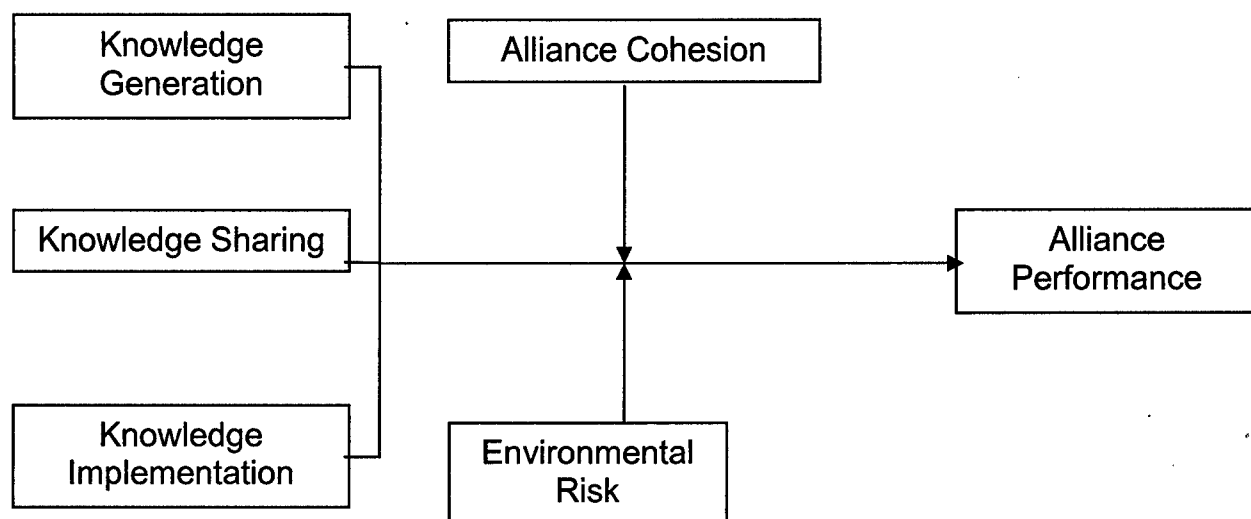 Knowledge
Generation
Alliance Cohesion
Knowledge Sharing
Alliance
Performance
Knowledge
Implementation
Environmental
Risk